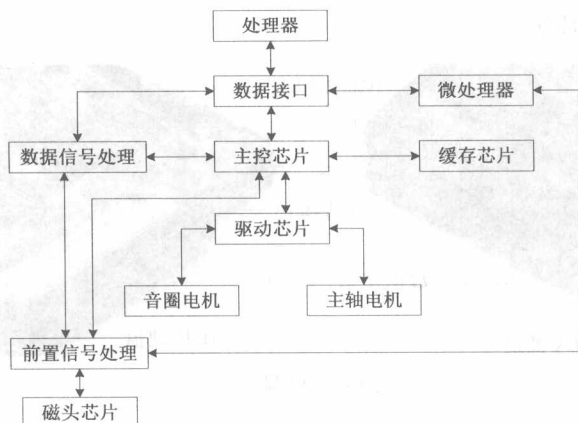 处理器
数据接口
微处理器
数据信号处理
主控芯片
缓存芯片
驱动芯片
音圈电机
主轴电机
前置信号处理
磁头芯片